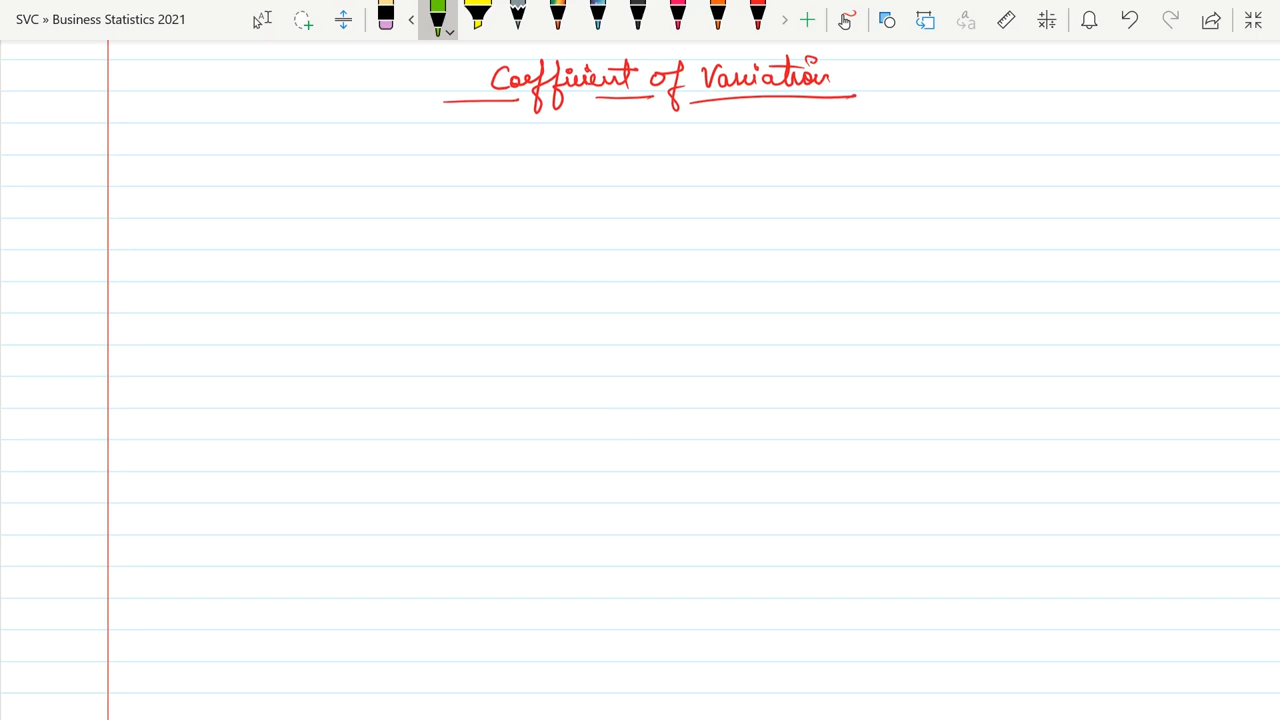 SVC » Business Statistics 2021
Coefficient of Variation